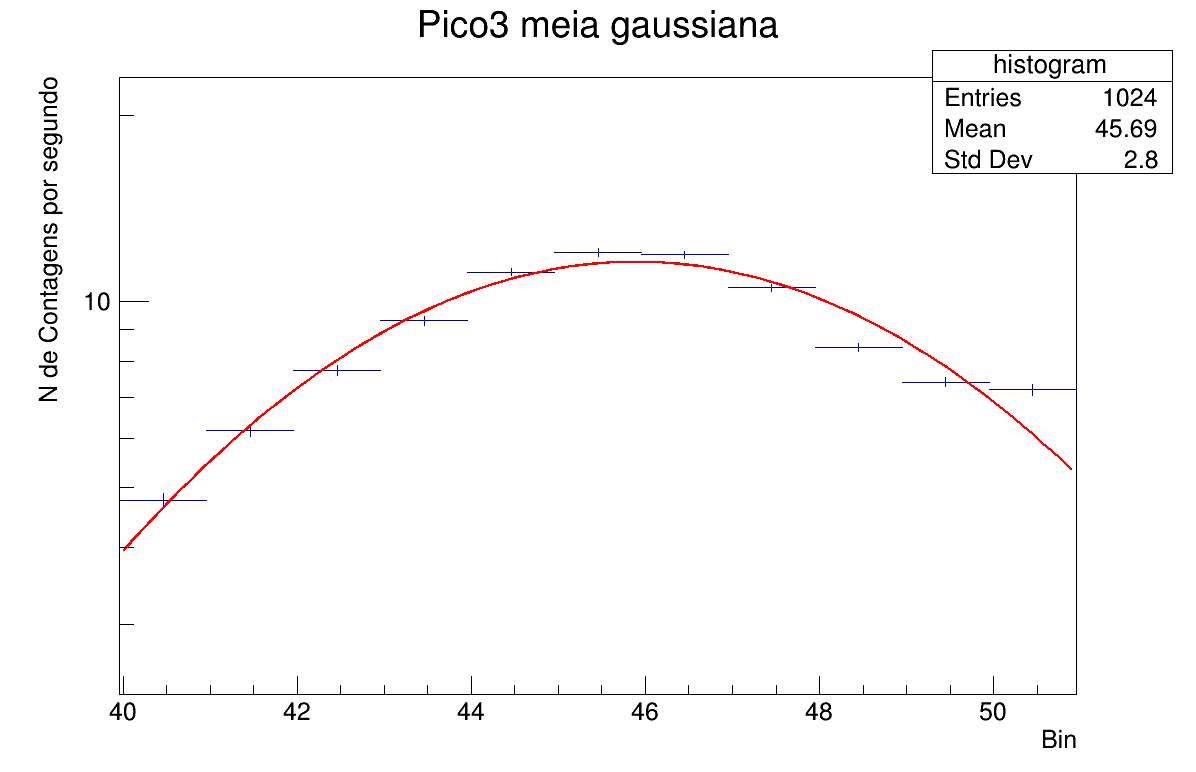 Pico3 meia gaussiana
histogram
Entries 1024
Mean 45.69
Std Dev 2.8
N de Contagens por segundo
10
40 42 44 46 48 50
Bin